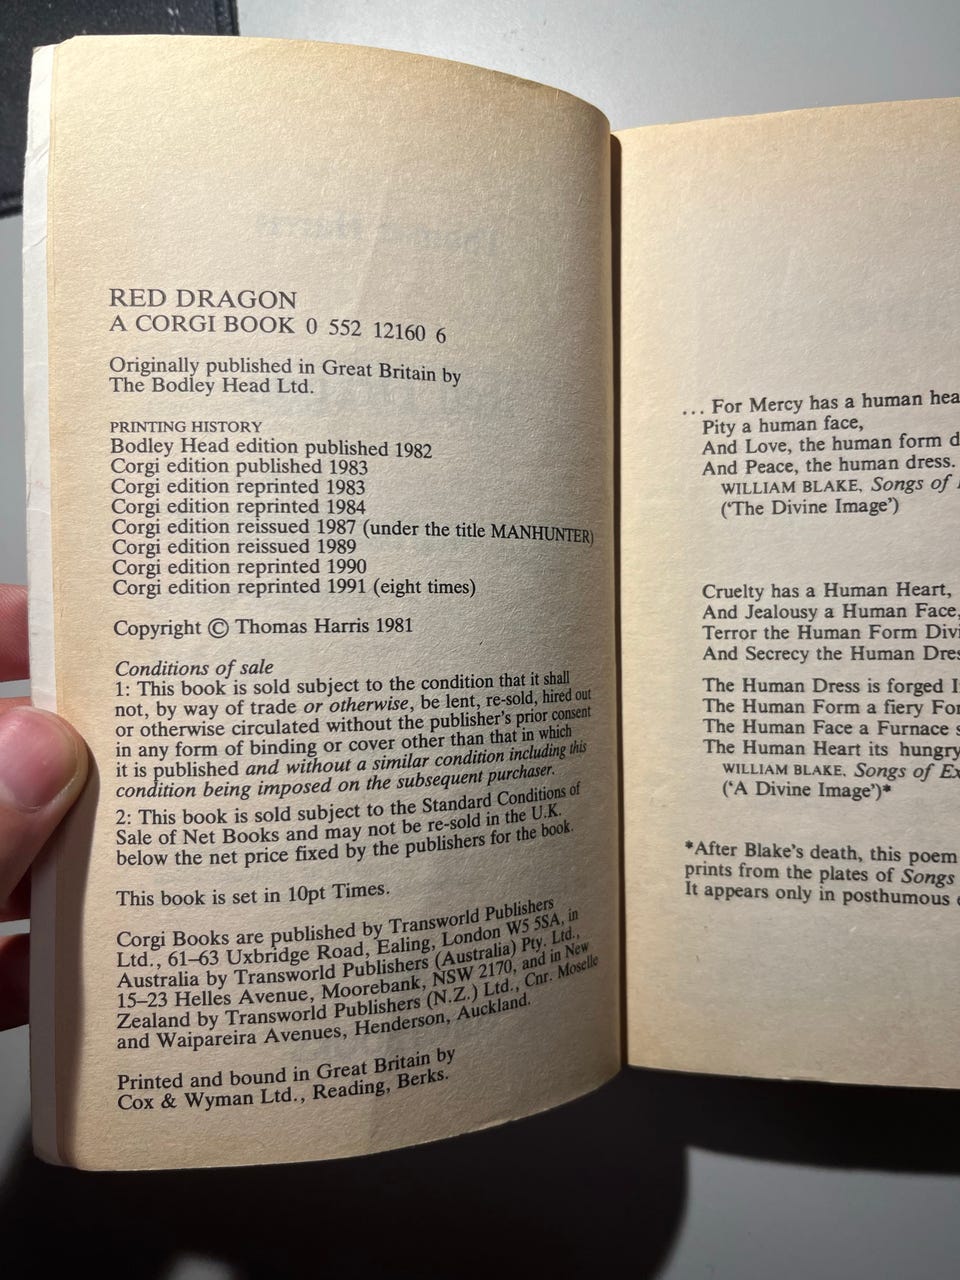 RED DRAGON
A CORGI BOOK 0 552 12160 6
Originally published in Great Britain by
The Bodley Head Ltd.
PRINTING HISTORY
Bodley Head edition published 1982
Corgi edition published 1983
Corgi edition reprinted 1983
Corgi edition reprinted 1984
Corgi edition reissued 1987 (under the title MANHUNTER)
Corgi edition reissued 1989
Corgi edition reprinted 1990
Corgi edition reprinted 1991 (eight times)
Copyright © Thomas Harris 1981
Conditions of sale
1: This book is sold subject to the condition that it shall
not, by way of trade or otherwise, be lent, re-sold, hired out
or otherwise circulated without the publisher's prior consent
in any form of binding or cover other than that in which
it is published and without a similar condition including this
condition being imposed on the subsequent purchaser.
2: This book is sold subject to the Standard Conditions of
Sale of Net Books and may not be re-sold in the U.K.
below the net price fixed by the publishers for the book.
This book is set in 10pt Times.
Corgi Books are published by Transworld Publishers
Ltd., 61–63 Uxbridge Road, Ealing, London W5 5SA, in
Australia by Transworld Publishers (Australia) Pty. Ltd.,
15–23 Helles Avenue, Moorebank, NSW 2170, and in New
Zealand by Transworld Publishers (N.Z.) Ltd., Cnr. Moselle
and Waipareira Avenues, Henderson, Auckland.
Printed and bound in Great Britain by
Cox & Wyman Ltd., Reading, Berks.
... For Mercy has a human hea
Pity a human face,
And Love, the human form d
And Peace, the human dress.
WILLIAM BLAKE, Songs of
('The Divine Image')
Cruelty has a Human Heart,
And Jealousy a Human Face,
Terror the Human Form Divi
And Secrecy the Human Dres
The Human Dress is forged I
The Human Form a fiery For
The Human Face a Furnace s
The Human Heart its hungry
WILLIAM BLAKE, Songs of Ex
('A Divine Image')*
*After Blake's death, this poem
prints from the plates of Songs
It appears only in posthumous